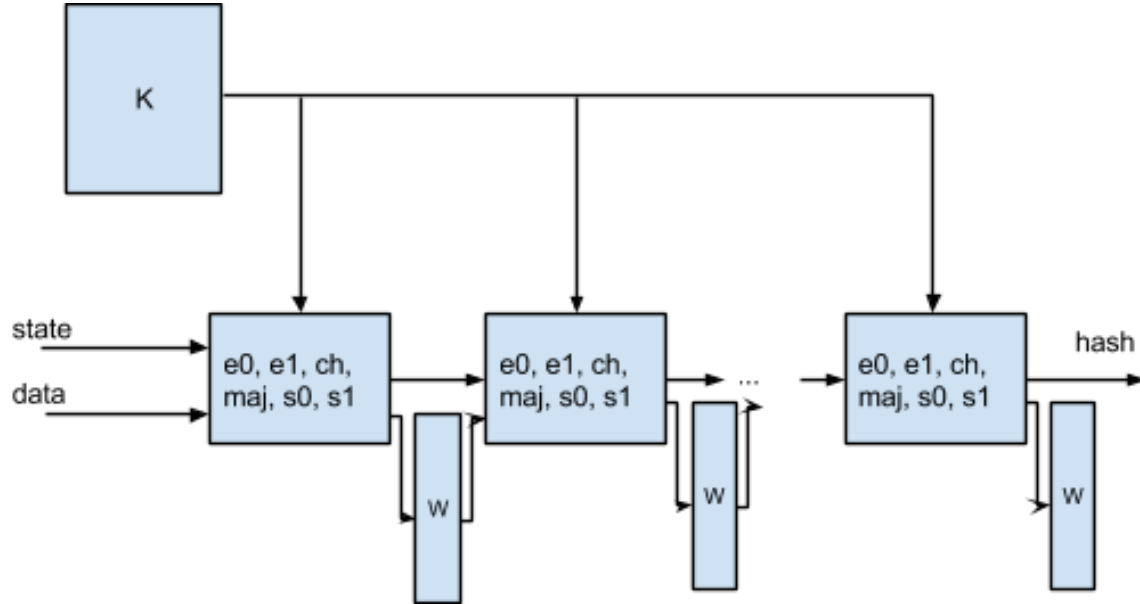 K
state
data
e0, e1, ch,
maj, s0, s1
W
e0, e1, ch,
maj, s0, s1
...
W
e0, e1, ch,
maj, s0, s1
hash
W